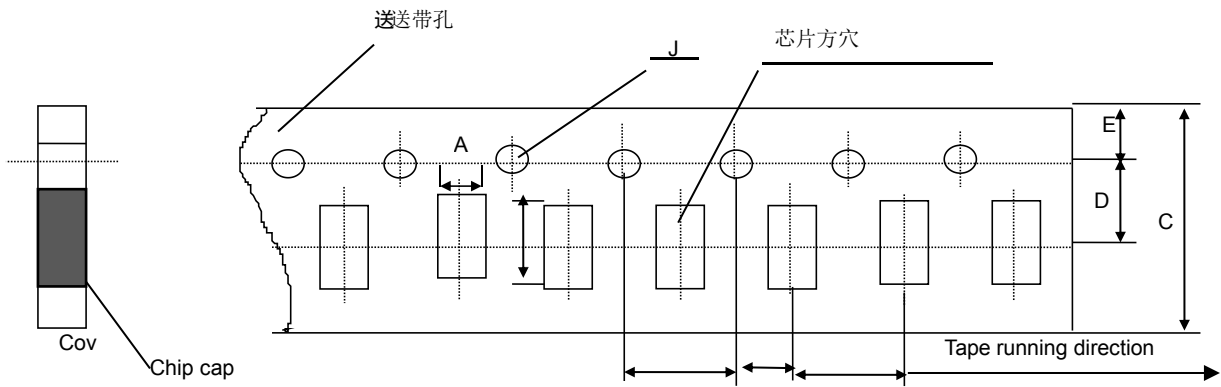 送送带孔
J
芯片方穴
A
E
D
C
Cov
Chip cap
Tape running direction